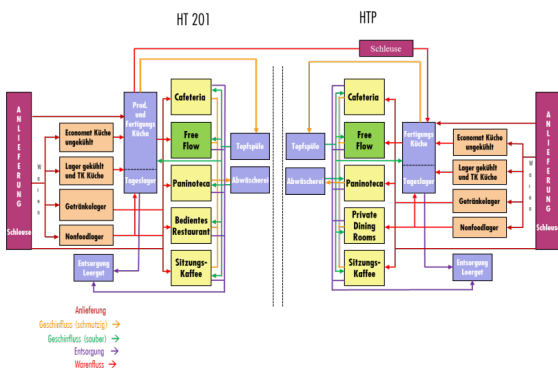 HT 201
HTP
Schleuse
ANLIEFERUNG
Schleuse
Waren
Economat Küche
ungekühlt
Lager gekühlt
und TK Küche
Getränkelager
Nonfoodlager
Entsorgung
Leergut
Prod.
und
Fertigungs
Küche
Tageslager
Cafeteria
Free
Flow
Paninoteca
Bedientes
Restaurant
Sitzungs-
Kaffee
Topfspüle
Abwäscherei
Topfspüle
Abwäscherei
Cafeteria
Free
Flow
Paninoteca
Private
Dining
Rooms
Sitzungs-
Kaffee
Fertigungs
Küche
Tageslager
Economat Küche
ungekühlt
Lager gekühlt
und TK Küche
Getränkelager
Nonfoodlager
Entsorgung
Leergut
Waren
ANLIEFERUNG
Schleuse
Anlieferung
Geschirrfluss (schmutzig)
Geschirrfluss (sauber)
Entsorgung
Warenfluss